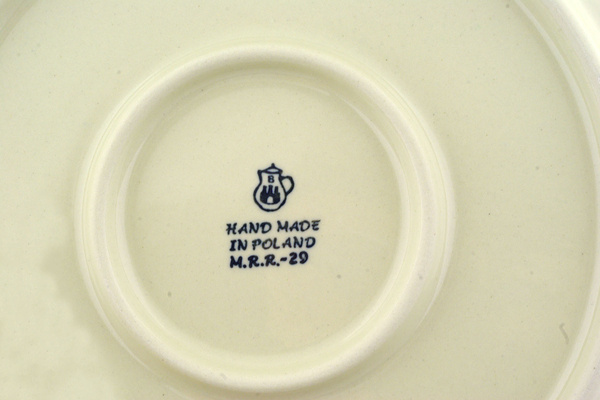 B
HAND MADE
IN POLAND
M.R.R.-29